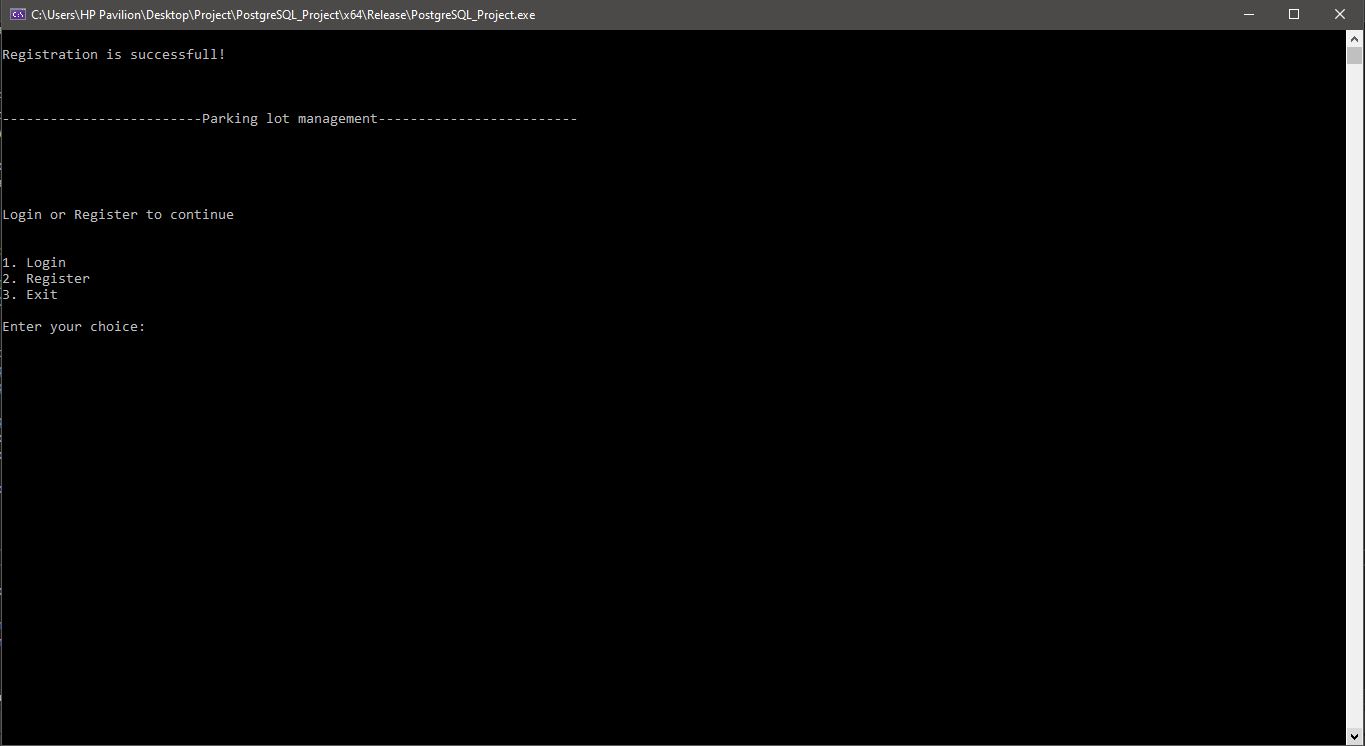 C:\Users\HP Pavilion\Desktop\Project\PostgreSQL_Project\x64\Release\PostgreSQL_Project.exe
Registration is successfull!
-------------------------Parking lot management-------------------------
Login or Register to continue
1. Login
2. Register
3. Exit
Enter your choice: